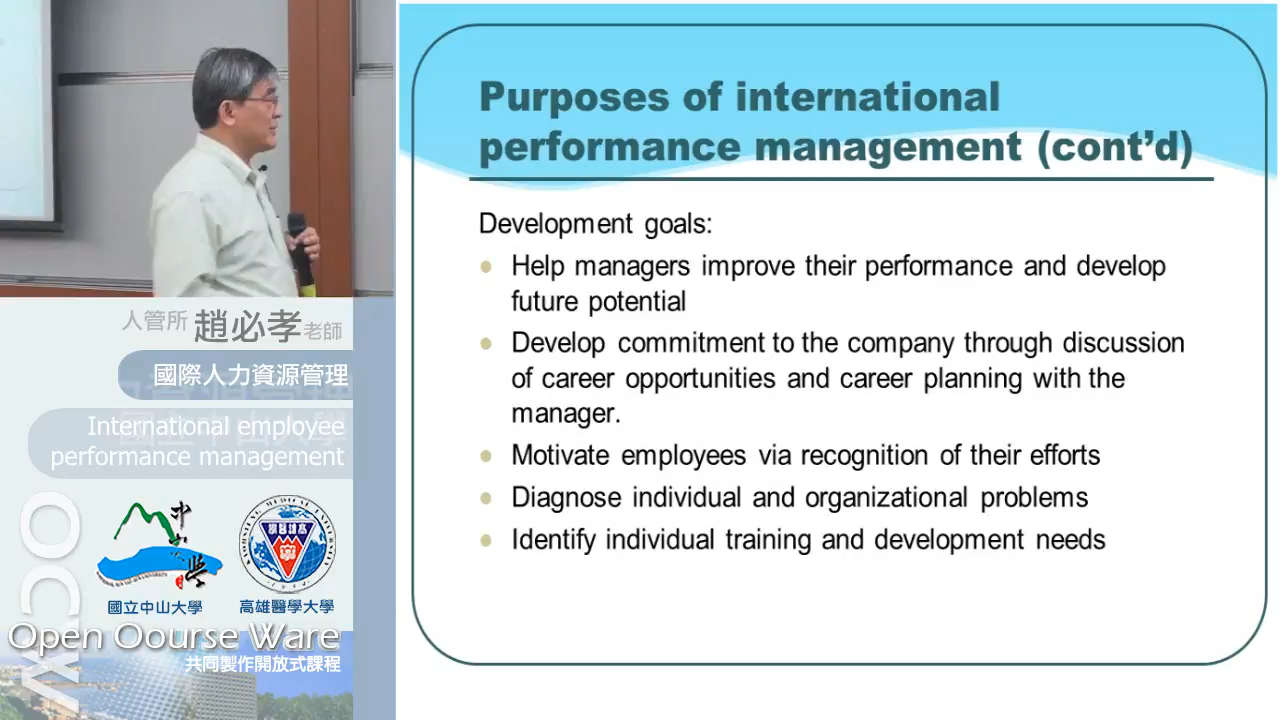 Purposes of international
performance management (cont’d)
Development goals:
Help managers improve their performance and develop
future potential
Develop commitment to the company through discussion
of career opportunities and career planning with the
manager.
Motivate employees via recognition of their efforts
Diagnose individual and organizational problems
Identify individual training and development needs
人管所 趙必孝老師
國際人力資源管理
International employee
performance management
國立中山大學
高雄醫學大學
Open Oourse Ware
共同製作開放式課程
OCW